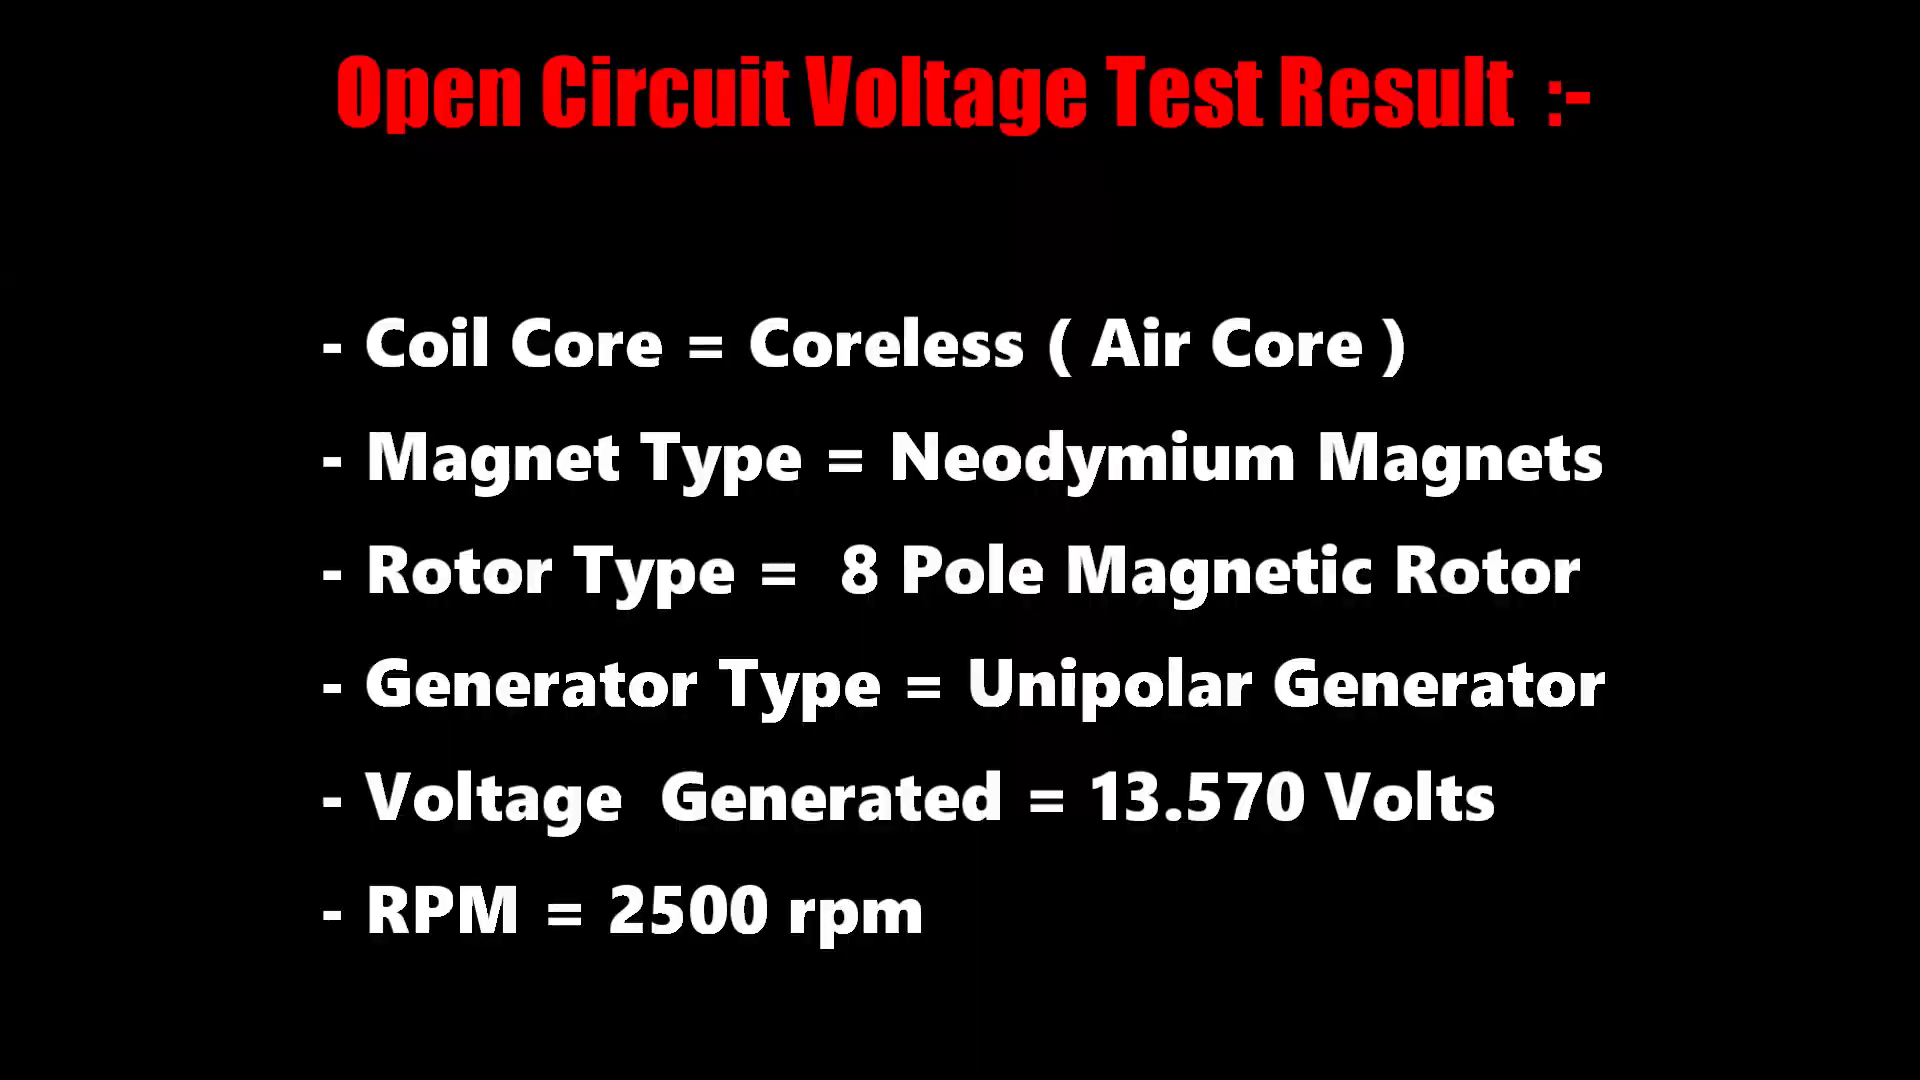 Open Circuit Voltage Test Result :-
- Coil Core = Coreless ( Air Core )
- Magnet Type = Neodymium Magnets
- Rotor Type = 8 Pole Magnetic Rotor
- Generator Type = Unipolar Generator
- Voltage Generated = 13.570 Volts
- RPM = 2500 rpm